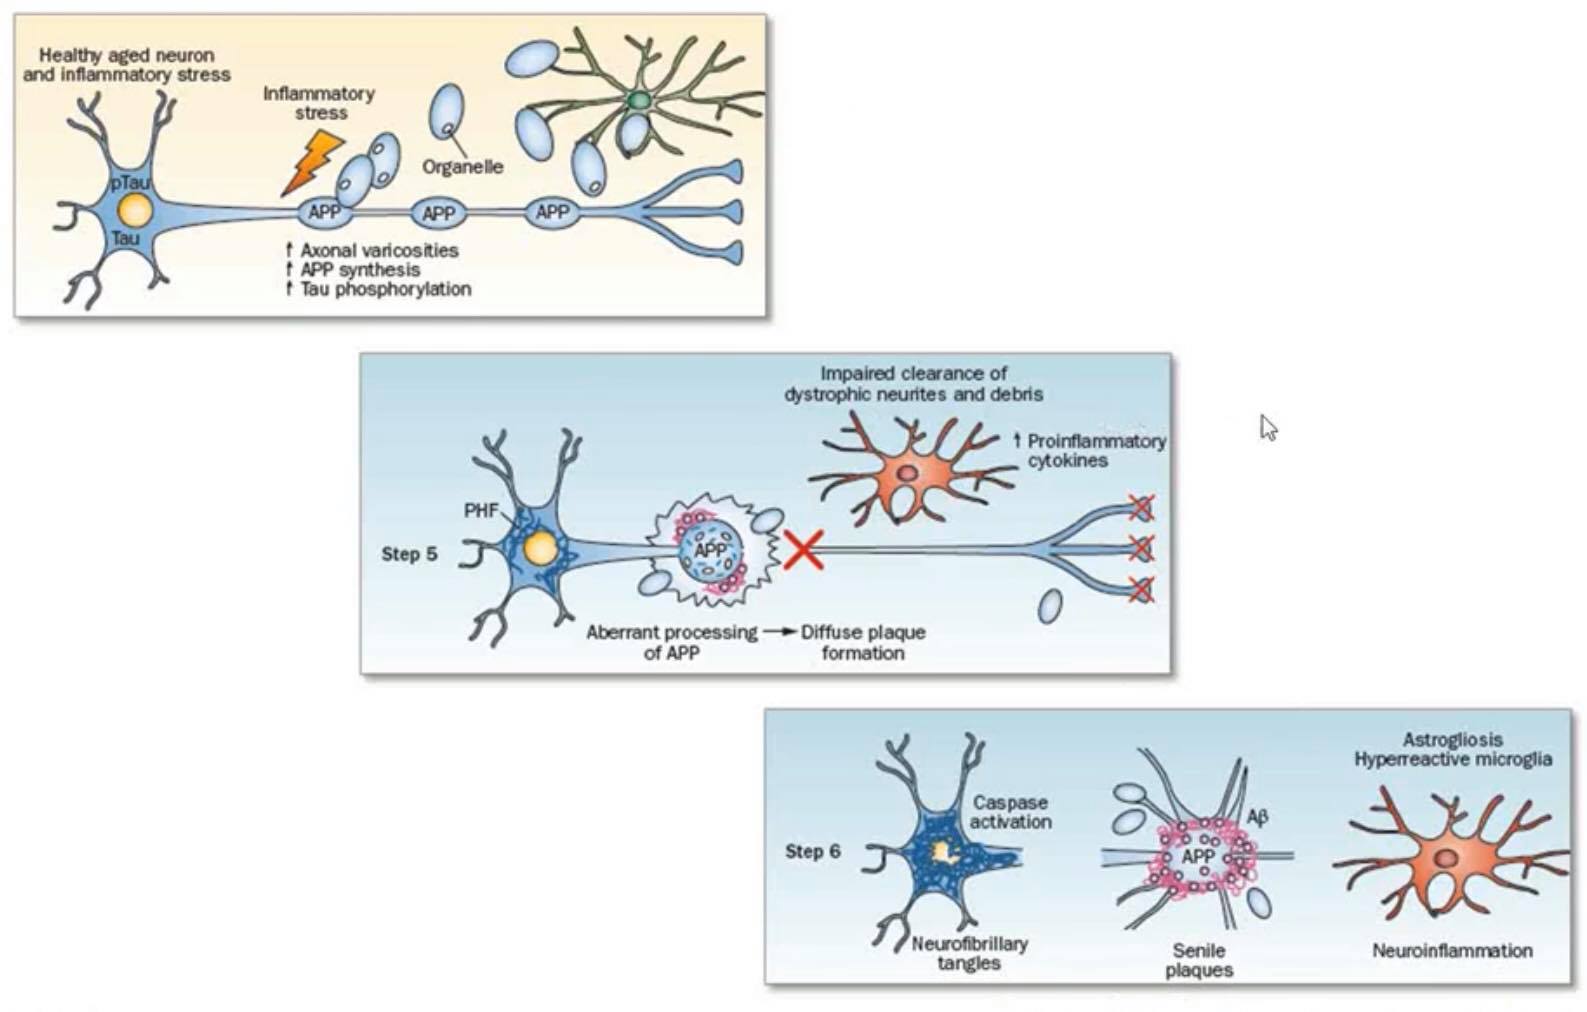 Healthy aged neuron
and inflammatory stress
Inflammatory
stress
Organelle
pTau
Tau
APP
APP
APP
↑ Axonal varicosities
↑ APP synthesis
↑ Tau phosphorylation
Impaired clearance of
dystrophic neurites and debris
↑ Proinflammatory
cytokines
PHF
Step 5
APP
Aberrant processing → Diffuse plaque
of APP formation
Astrogliosis
Hyperreactive microglia
Caspase
activation
Aβ
Step 6
APP
Neurofibrillary
tangles
Senile
plaques
Neuroinflammation